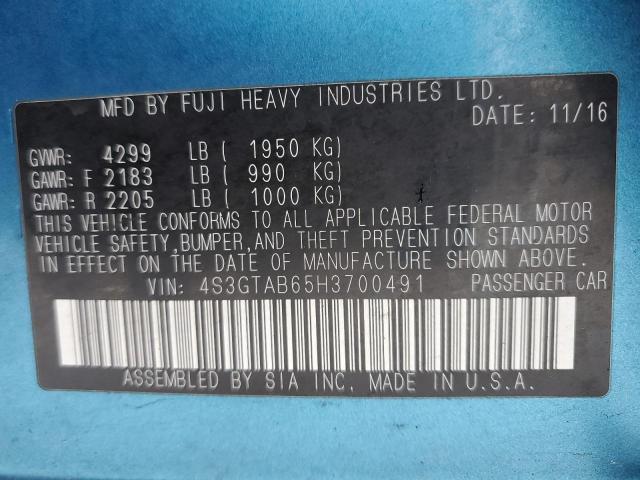 MFD BY FUJI HEAVY INDUSTRIES LTD.
DATE: 11/16
GVWR: 4299 LB ( 1950 KG)
GAWR: F 2183 LB ( 990 KG)
GAWR: R 2205 LB ( 1000 KG)
THIS VEHICLE CONFORMS TO ALL APPLICABLE FEDERAL MOTOR
VEHICLE SAFETY, BUMPER, AND THEFT PREVENTION STANDARDS
IN EFFECT ON THE DATE OF MANUFACTURE SHOWN ABOVE.
VIN: 4S3GTAB65H3700491 PASSENGER CAR
ASSEMBLED BY SIA INC. MADE IN U.S.A.